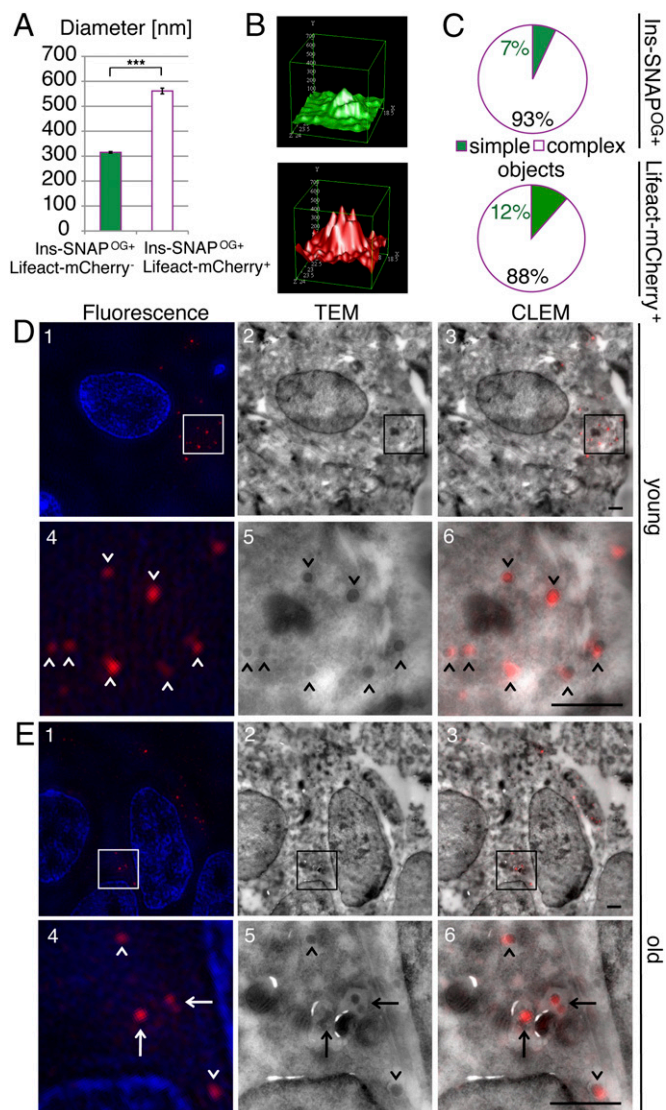 A
Diameter [nm]
700
600
500
400
300
200
100
0
***
Ins-SNAP^OG+
Lifeact-mCherry^-
Ins-SNAP^OG+
Lifeact-mCherry^+
B
C
7%
93%
simple complex
objects
12%
88%
Ins-SNAP^OG+
Lifeact-mCherry^+
Fluorescence TEM CLEM
D
1
2
3
4
5
6
young
E
1
2
3
4
5
6
old